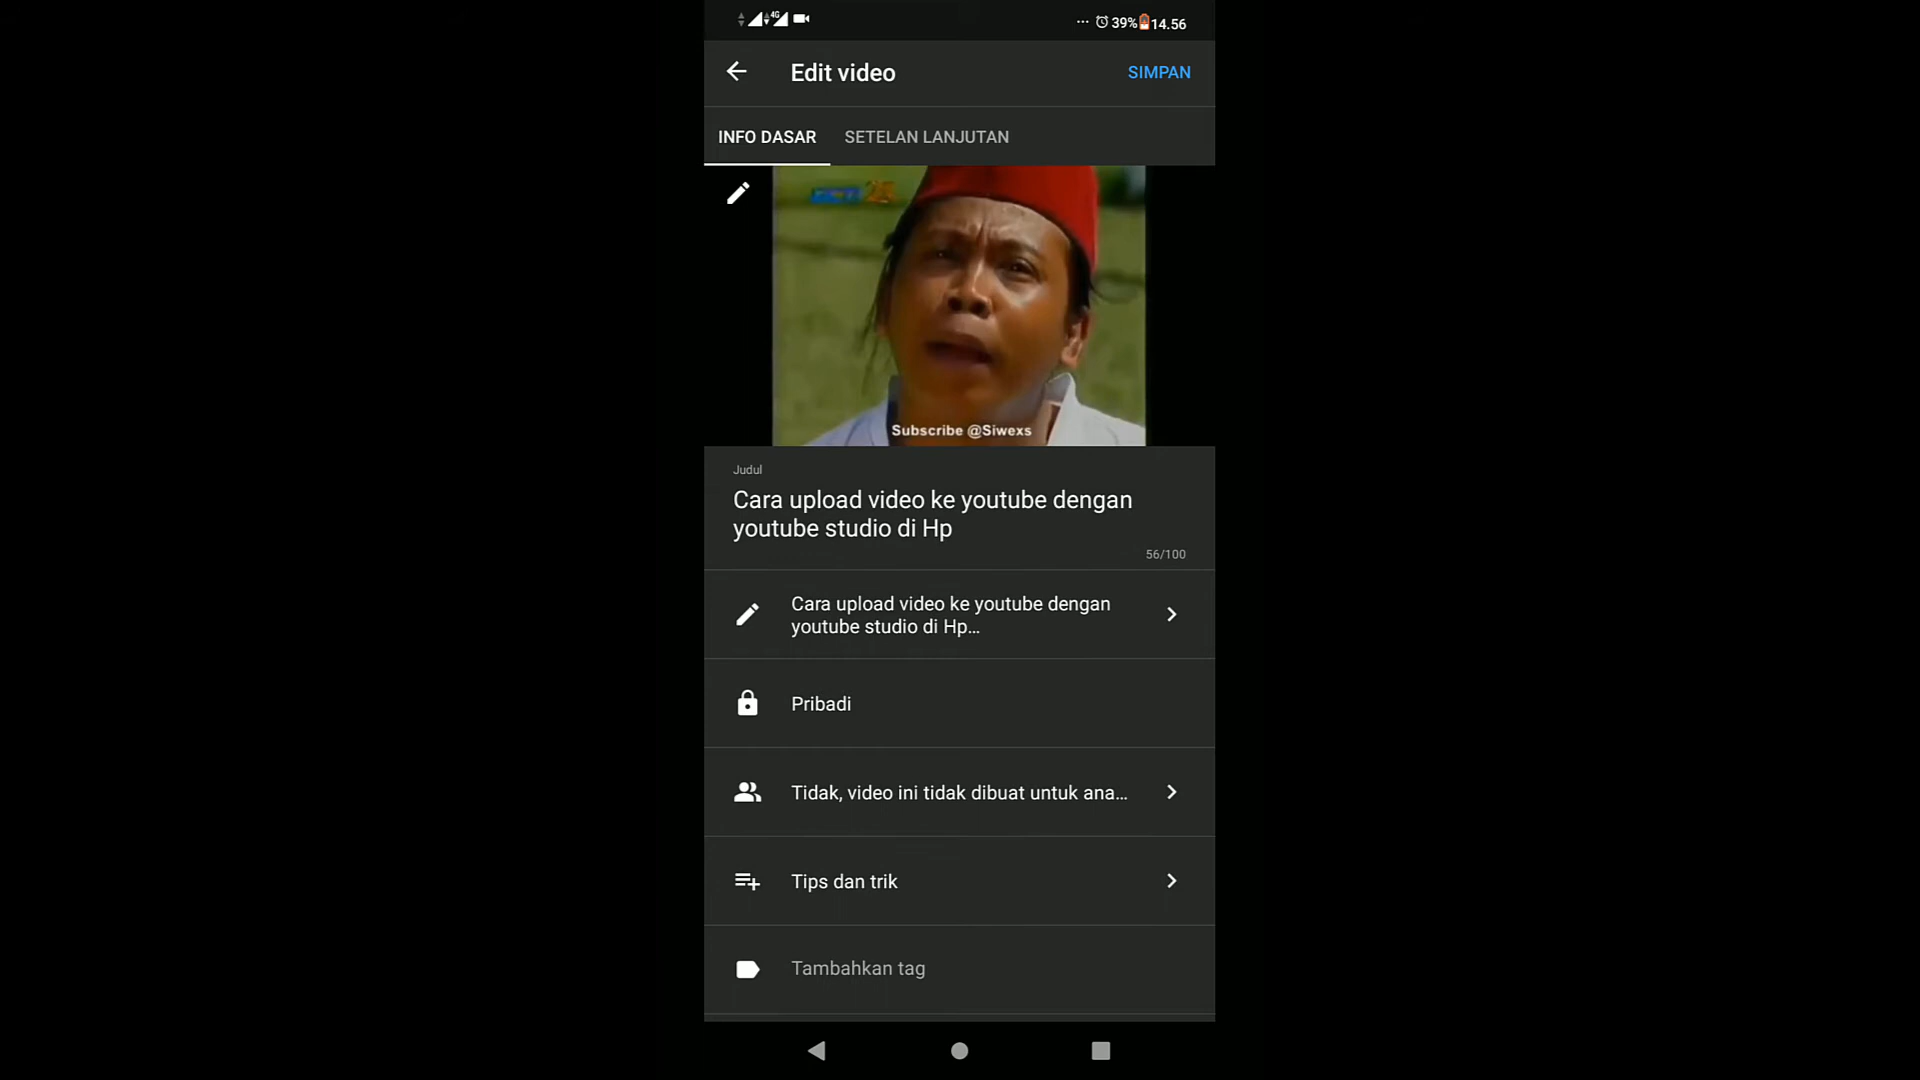 4G
39% 14.56
Edit video
SIMPAN
INFO DASAR
SETELAN LANJUTAN
Subscribe @Siwexs
Judul
Cara upload video ke youtube dengan
youtube studio di Hp
56/100
Cara upload video ke youtube dengan
youtube studio di Hp...
Pribadi
Tidak, video ini tidak dibuat untuk ana...
Tips dan trik
Tambahkan tag